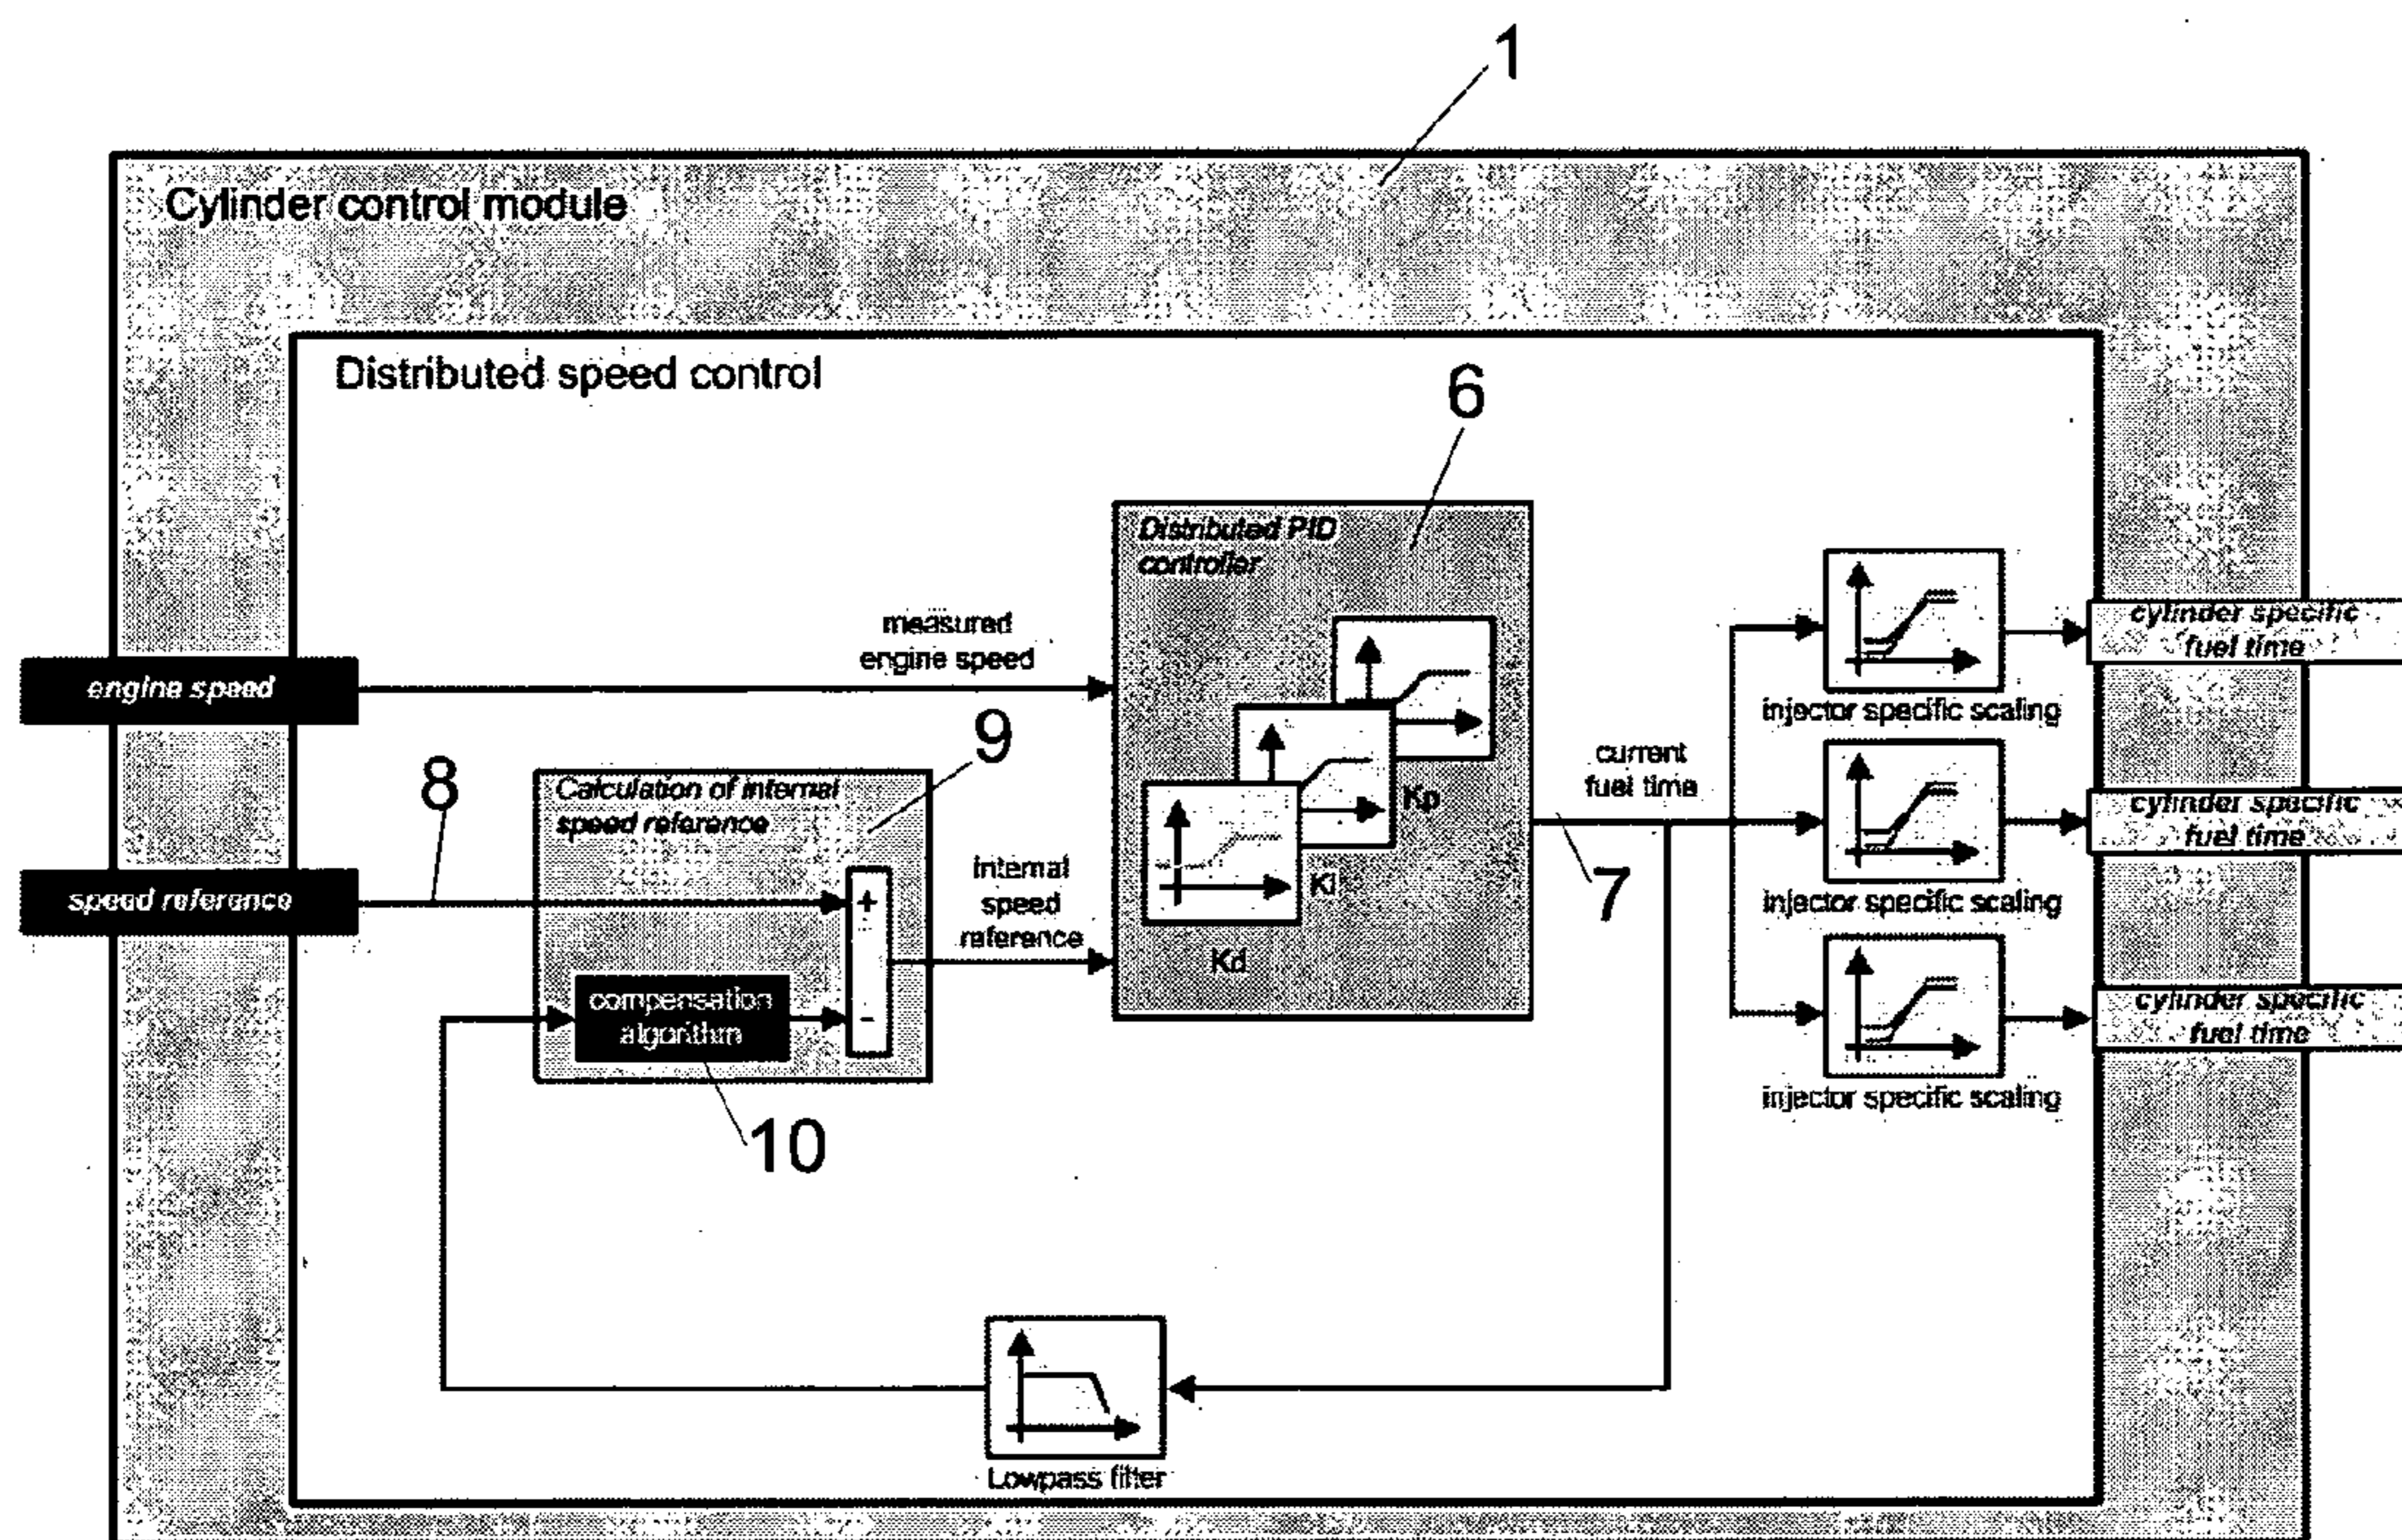 1
Cylinder control module
Distributed speed control
6
Distributed PID
controller
measured
engine speed
engine speed
Kp
Ki
Kd
8
9
Calculation of internal
speed reference
speed reference
+
-
compensation
algorithm
10
internal
speed
reference
current
fuel time
7
injector specific scaling
injector specific scaling
injector specific scaling
cylinder specific
fuel time
cylinder specific
fuel time
cylinder specific
fuel time
Lowpass filter